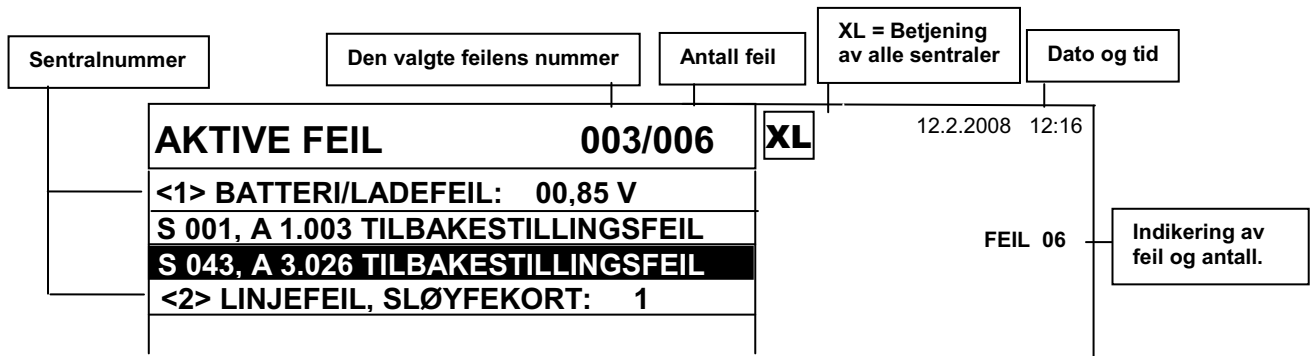 Sentralnummer
Den valgte feilens nummer
Antall feil
XL = Betjening
av alle sentraler
Dato og tid
AKTIVE FEIL 003/006
XL
12.2.2008 12:16
<1> BATTERI/LADEFEIL: 00,85 V
S 001, A 1.003 TILBAKESTILLINGSFEIL
S 043, A 3.026 TILBAKESTILLINGSFEIL
<2> LINJEFEIL, SLØYFEKORT: 1
FEIL 06
Indikering av
feil og antall.